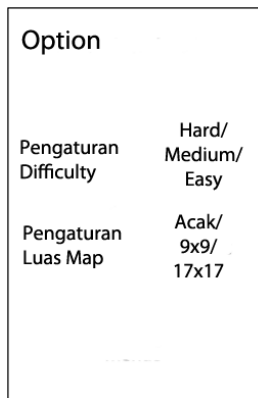 Option
Pengaturan
Difficulty
Hard/
Medium/
Easy
Pengaturan
Luas Map
Acak/
9x9/
17x17